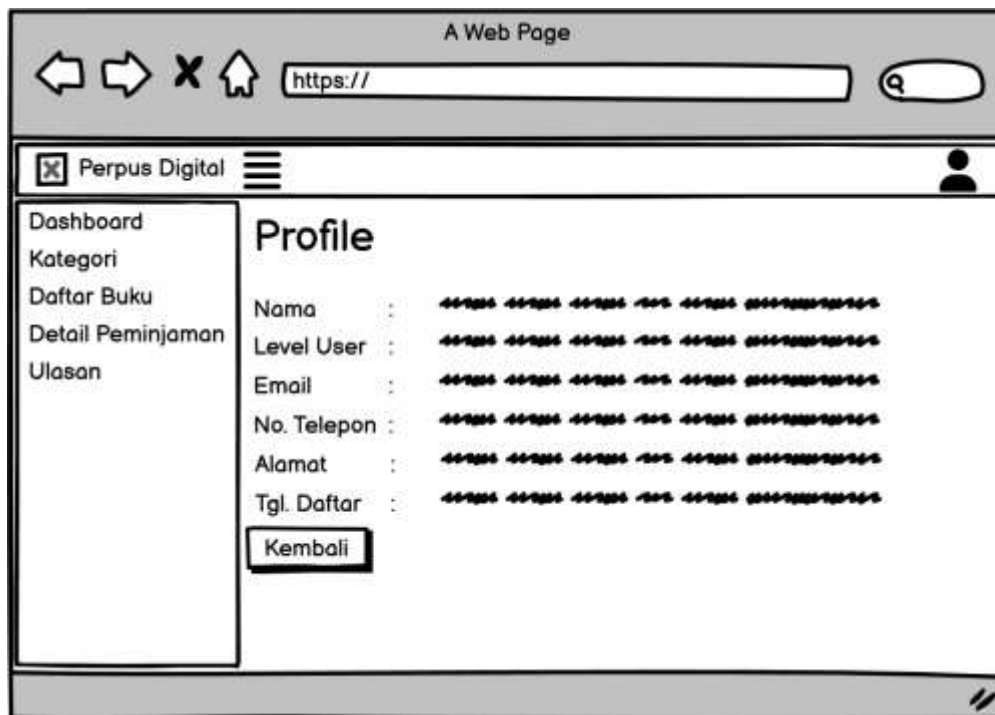 A Web Page
https://
Perpus Digital
Dashboard
Kategori
Daftar Buku
Detail Peminjaman
Ulasan
Profile
Nama :
Level User :
Email :
No. Telepon :
Alamat :
Tgl. Daftar :
Kembali